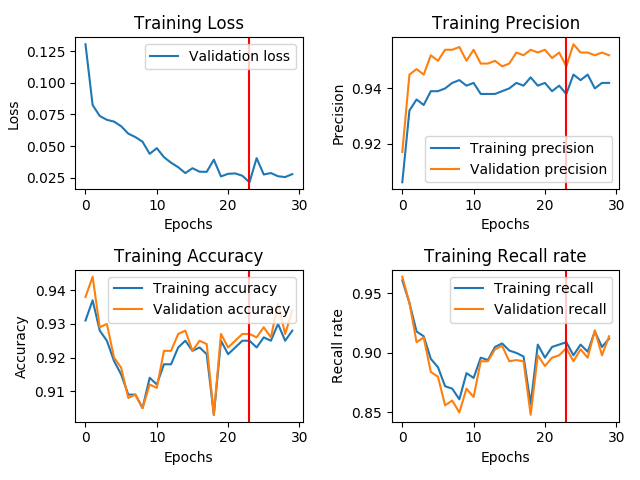 Training Loss
Loss
0.125
0.100
0.075
0.050
0.025
Validation loss
0
10
20
30
Epochs
Training Precision
Precision
0.94
0.92
Training precision
Validation precision
0
10
20
30
Epochs
Training Accuracy
Accuracy
0.94
0.93
0.92
0.91
Training accuracy
Validation accuracy
0
10
20
30
Epochs
Training Recall rate
Recall rate
0.95
0.90
0.85
Training recall
Validation recall
0
10
20
30
Epochs